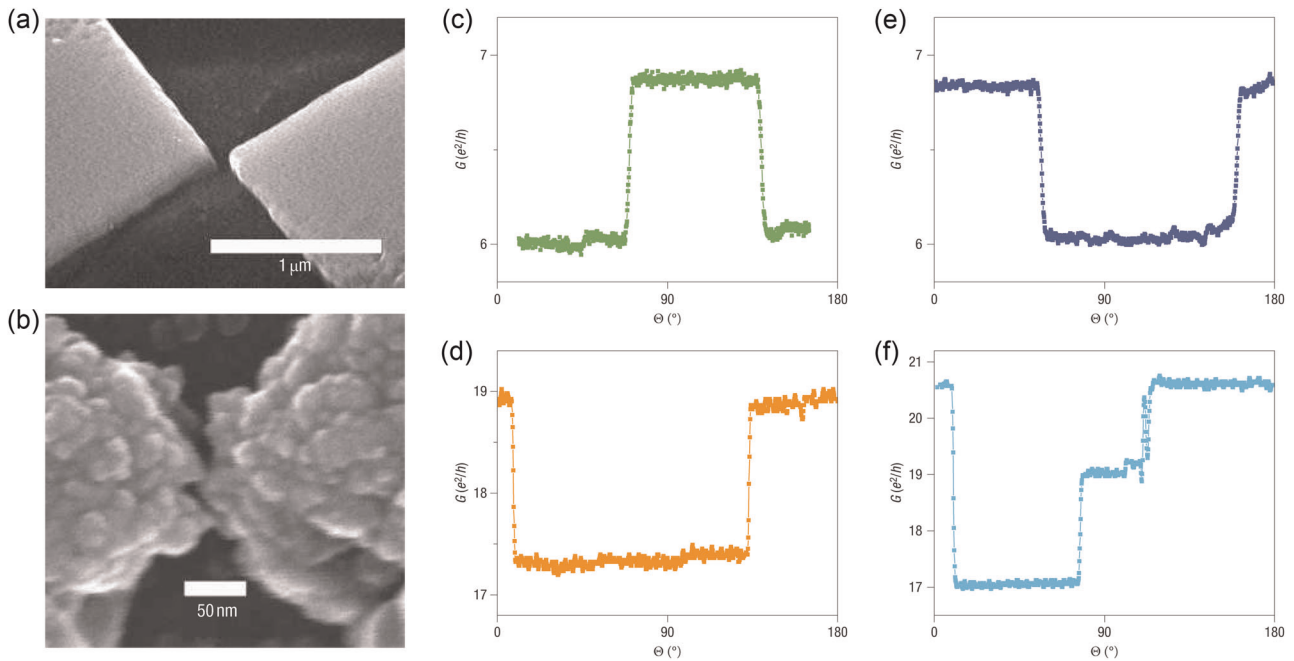 (a)
1 μm
(b)
50 nm
(c)
7
6
G (e²/h)
0
90
180
Θ (°)
(d)
19
18
17
G (e²/h)
0
90
180
Θ (°)
(e)
7
6
G (e²/h)
0
90
180
Θ (°)
(f)
21
20
19
18
17
G (e²/h)
0
90
180
Θ (°)